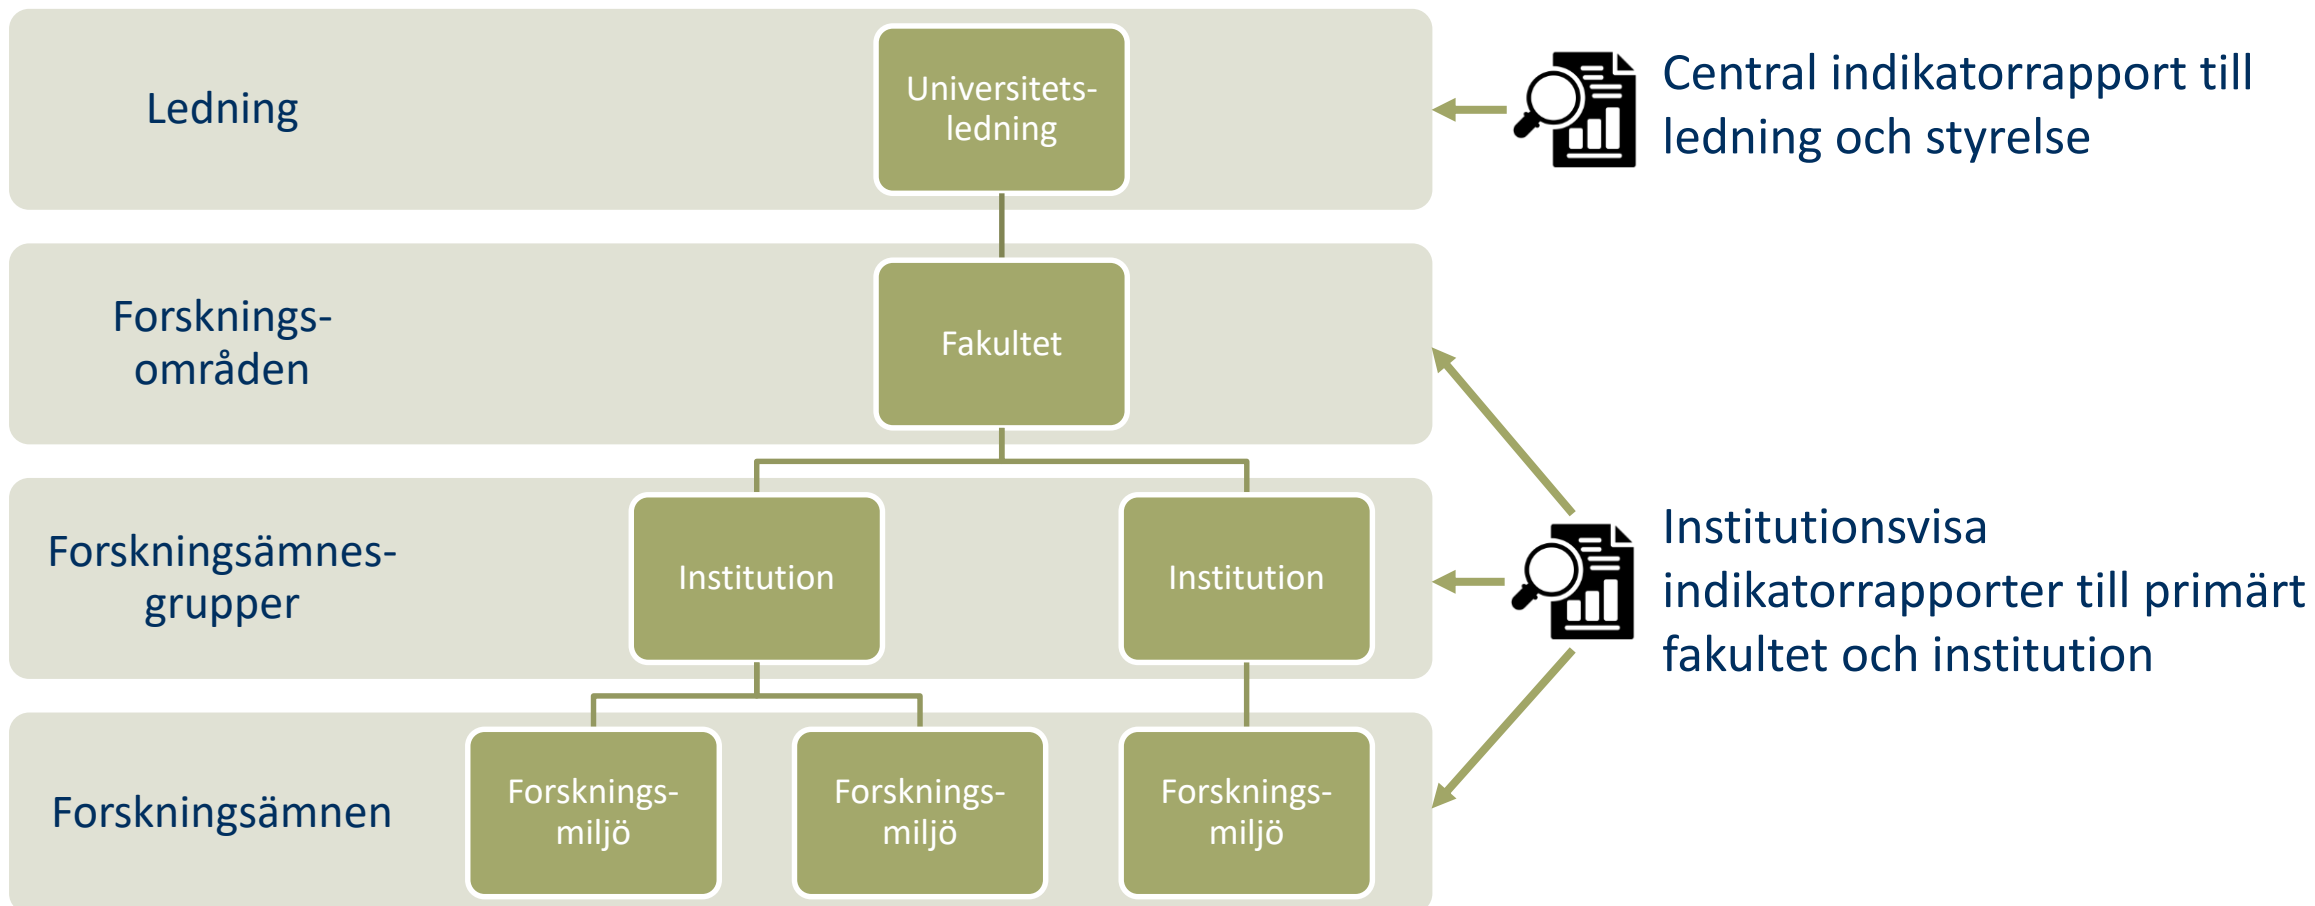 Ledning
Universitets-
ledning
Central indikatorrapport till
ledning och styrelse
Forsknings-
områden
Fakultet
Forskningsämnes-
grupper
Institution
Institution
Institutionsvisa
indikatorrapporter till primärt
fakultet och institution
Forskningsämnen
Forsknings-
miljö
Forsknings-
miljö
Forsknings-
miljö